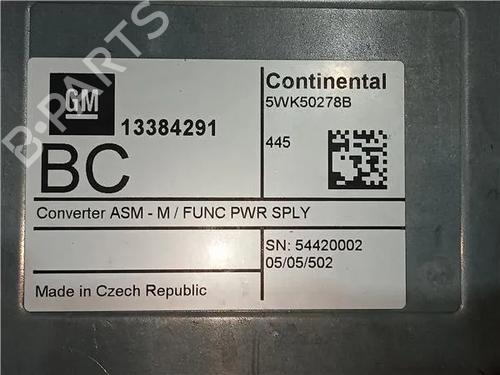 GM
13384291
BC
Continental
5WK50278B
445
Converter ASM - M / FUNC PWR SPLY
SN: 54420002
05/05/502
Made in Czech Republic
B-PARTS